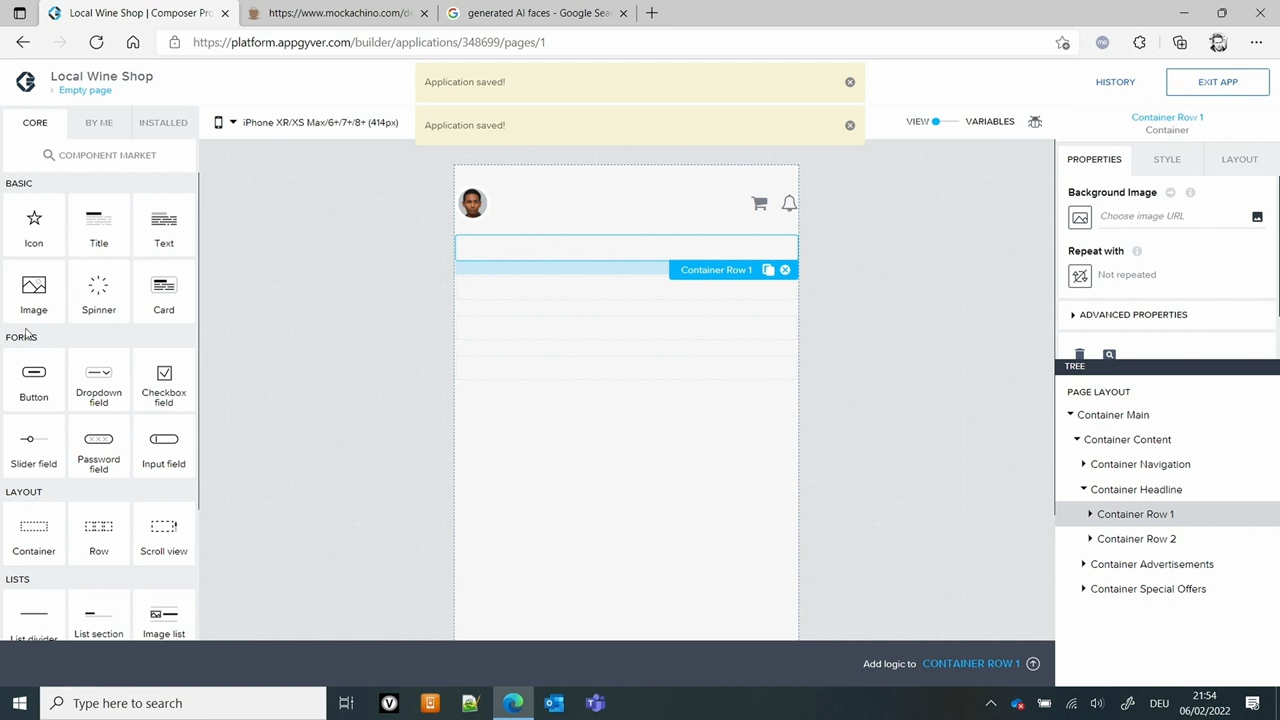 Local Wine Shop | Composer Pro
https://www.mockachino.com/de
generated AI faces - Google Sea
https://platform.appgyver.com/builder/applications/348699/pages/1
Local Wine Shop
Empty page
Application saved!
Application saved!
HISTORY
EXIT APP
CORE
BY ME
INSTALLED
iPhone XR/XS Max/6+/7+/8+ (414px)
VIEW
VARIABLES
COMPONENT MARKET
BASIC
Icon
Title
Text
Image
Spinner
Card
FORMS
Button
Dropdown field
Checkbox field
Slider field
Password field
Input field
LAYOUT
Container
Row
Scroll view
LISTS
List divider
List section
Image list
Container Row 1
Container Row 1
Container
PROPERTIES
STYLE
LAYOUT
Background Image
Choose image URL
Repeat with
Not repeated
ADVANCED PROPERTIES
TREE
PAGE LAYOUT
Container Main
Container Content
Container Navigation
Container Headline
Container Row 1
Container Row 2
Container Advertisements
Container Special Offers
Add logic to CONTAINER ROW 1
Type here to search
DEU
21:54
06/02/2022